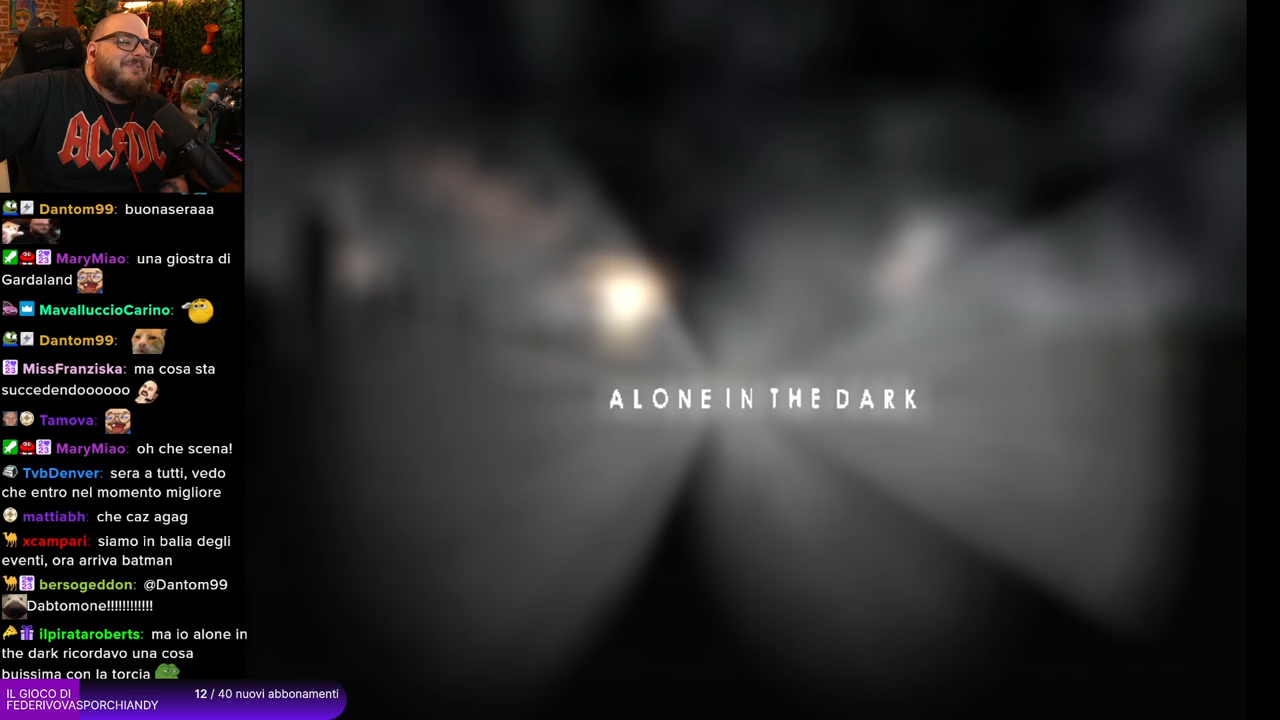 AC/DC
Dantom99: buonaseraaa
MaryMiao: una giostra di
Gardaland
MavalluccioCarino:
Dantom99:
MissFranziska: ma cosa sta
succedendoooooo
Tamova:
MaryMiao: oh che scena!
TvbDenver: sera a tutti, vedo
che entro nel momento migliore
mattiabh: che caz agag
xcampari: siamo in balia degli
eventi, ora arriva batman
bersogeddon: @Dantom99
Dabtomone!!!!!!!!!!!!
ilpirataroberts: ma io alone in
the dark ricordavo una cosa
buissima con la torcia
IL GIOCO DI
FEDERIVOVASPORCHIANDY
12 / 40 nuovi abbonamenti
ALONE IN THE DARK